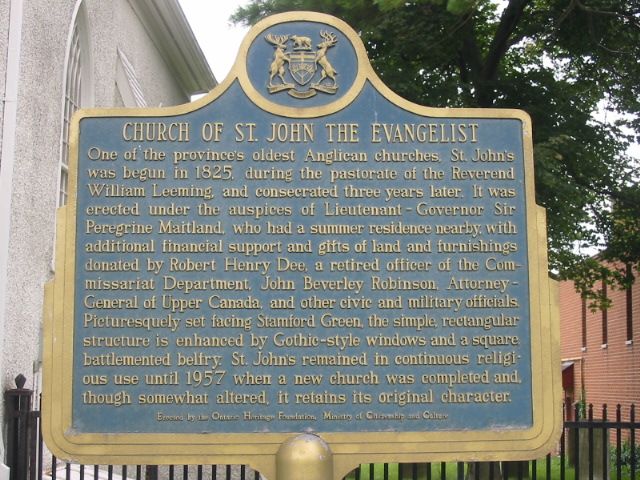 CHURCH OF ST. JOHN THE EVANGELIST
One of the province's oldest Anglican churches, St. John's
was begun in 1825, during the pastorate of the Reverend
William Leeming, and consecrated three years later. It was
erected under the auspices of Lieutenant-Governor Sir
Peregrine Maitland, who had a summer residence nearby, with
additional financial support and gifts of land and furnishings
donated by Robert Henry Dee, a retired officer of the Com-
missariat Department, John Beverley Robinson, Attorney-
General of Upper Canada, and other civic and military officials.
Picturesquely set facing Stamford Green, the simple, rectangular
structure is enhanced by Gothic-style windows and a square,
battlemented belfry. St. John's remained in continuous religi-
ous use until 1957 when a new church was completed and,
though somewhat altered, it retains its original character.
Erected by the Ontario Heritage Foundation, Ministry of Citizenship and Culture